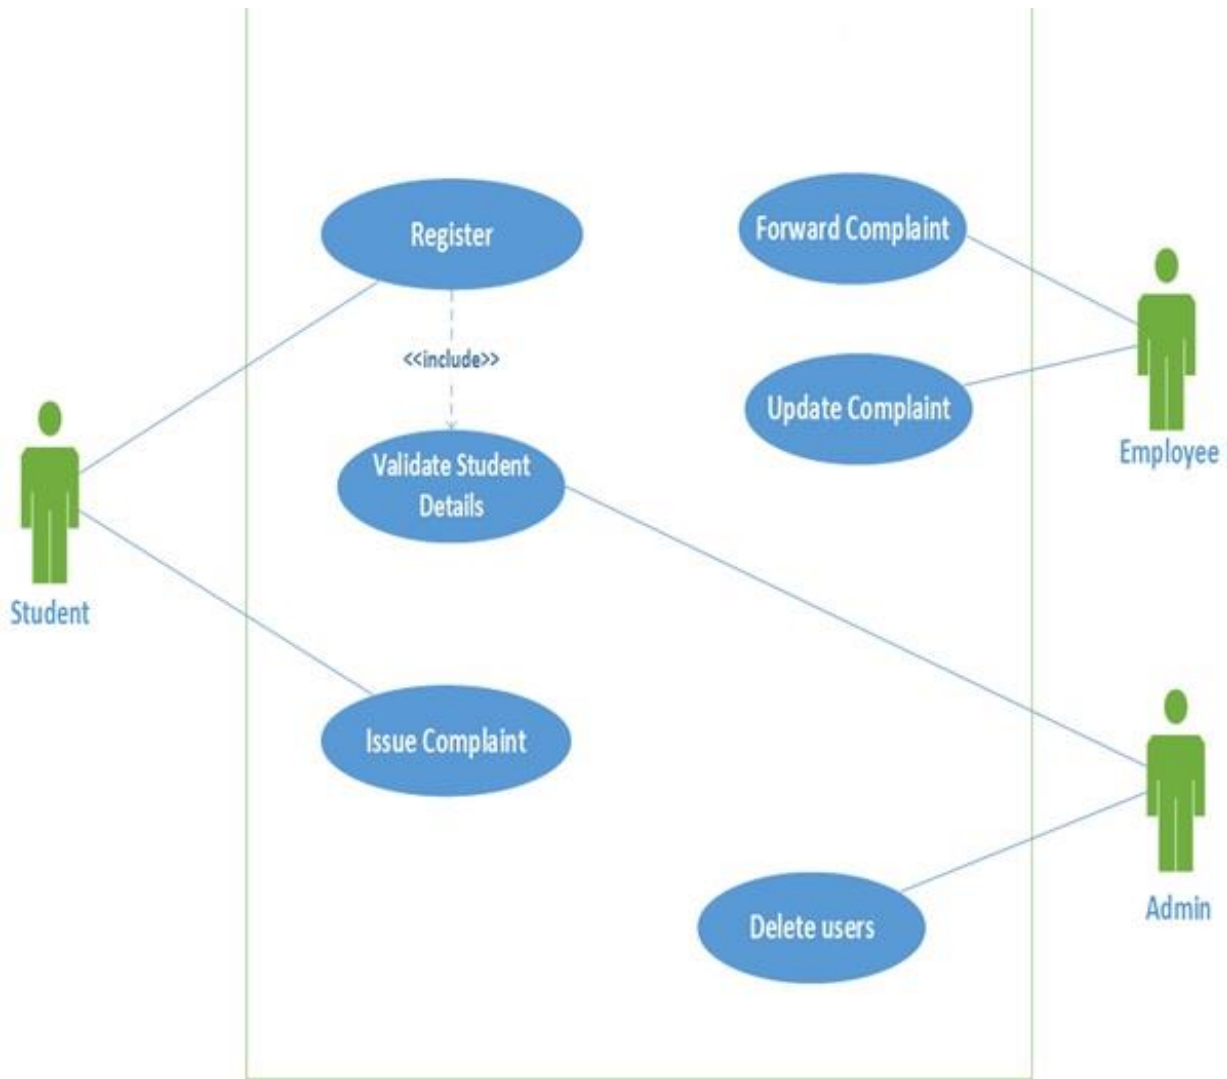 Register
Forward Complaint
<<include>>
Update Complaint
Employee
Validate Student
Details
Student
Issue Complaint
Admin
Delete users